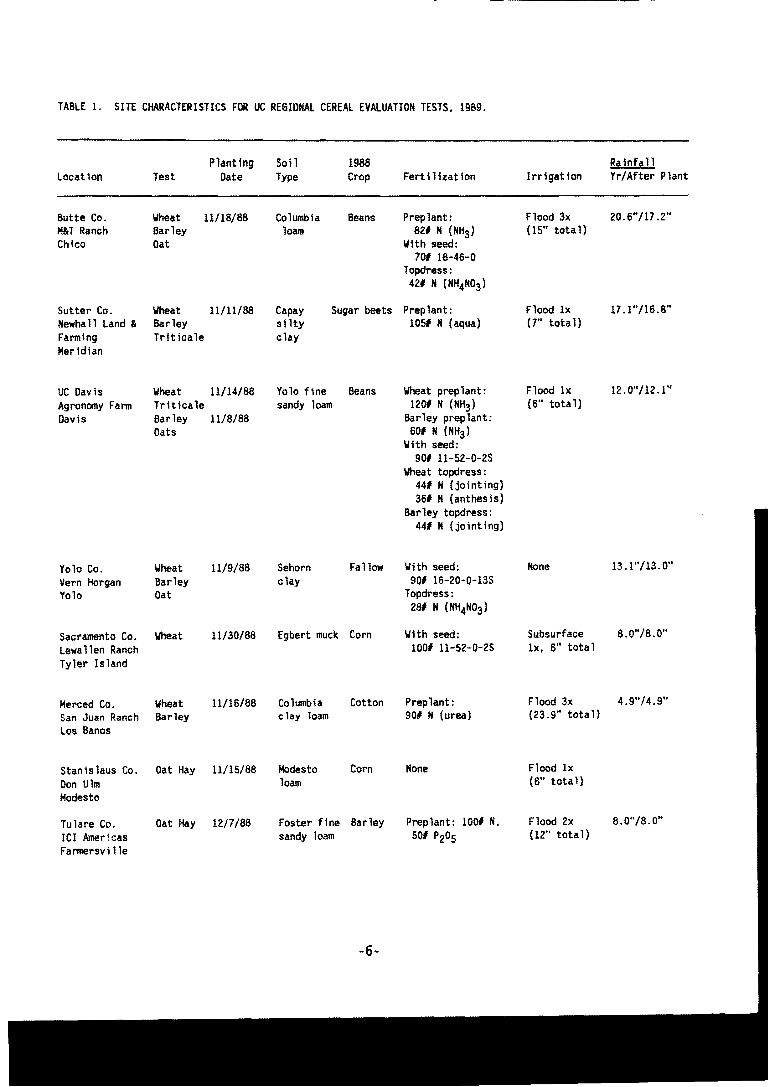 TABLE 1. SITE CHARACTERISTICS FOR UC REGIONAL CEREAL EVALUATION TESTS, 1989.
Planting Soil 1988 Rainfall
Location Test Date Type Crop Fertilization Irrigation Yr/After Plant
Butte Co. Wheat 11/18/88 Columbia Beans Preplant: Flood 3x 20.6"/17.2"
M&T Ranch Barley loam 82# N (NH3) (15" total)
Chico Oat With seed:
70# 18-46-0
Topdress:
42# N (NH4NO3)
Sutter Co. Wheat 11/11/88 Capay Sugar beets Preplant: Flood 1x 17.1"/16.8"
Newhall Land & Barley silty 105# N (aqua) (7" total)
Farming Triticale clay
Meridian
UC Davis Wheat 11/14/88 Yolo fine Beans Wheat preplant: Flood 1x 12.0"/12.1"
Agronomy Farm Triticale sandy loam 120# N (NH3) (6" total)
Davis Barley 11/8/88 Barley preplant:
Oats 60# N (NH3)
With seed:
90# 11-52-0-2S
Wheat topdress:
44# N (jointing)
36# N (anthesis)
Barley topdress:
44# N (jointing)
Yolo Co. Wheat 11/9/88 Sehorn Fallow With seed: None 13.1"/13.0"
Vern Horgan Barley clay 90# 16-20-0-13S
Yolo Oat Topdress:
28# N (NH4NO3)
Sacramento Co. Wheat 11/30/88 Egbert muck Corn With seed: Subsurface 8.0"/8.0"
Lewallen Ranch 100# 11-52-0-2S 1x, 6" total
Tyler Island
Merced Co. Wheat 11/16/88 Columbia Cotton Preplant: Flood 3x 4.9"/4.9"
San Juan Ranch Barley clay loam 90# N (urea) (23.9" total)
Los Banos
Stanislaus Co. Oat Hay 11/15/88 Modesto Corn None Flood 1x
Don Ulm loam (6" total)
Modesto
Tulare Co. Oat Hay 12/7/88 Foster fine Barley Preplant: 100# N. Flood 2x 8.0"/8.0"
ICI Americas sandy loam 50# P2O5 (12" total)
Farmersville
-6-